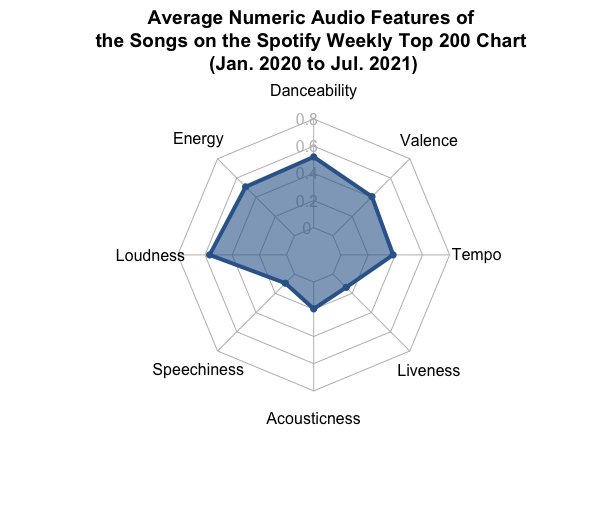 Average Numeric Audio Features of
the Songs on the Spotify Weekly Top 200 Chart
(Jan. 2020 to Jul. 2021)
Danceability
0.8
Energy
Valence
0.6
0.4
0.2
0
Loudness
Tempo
Speechiness
Liveness
Acousticness